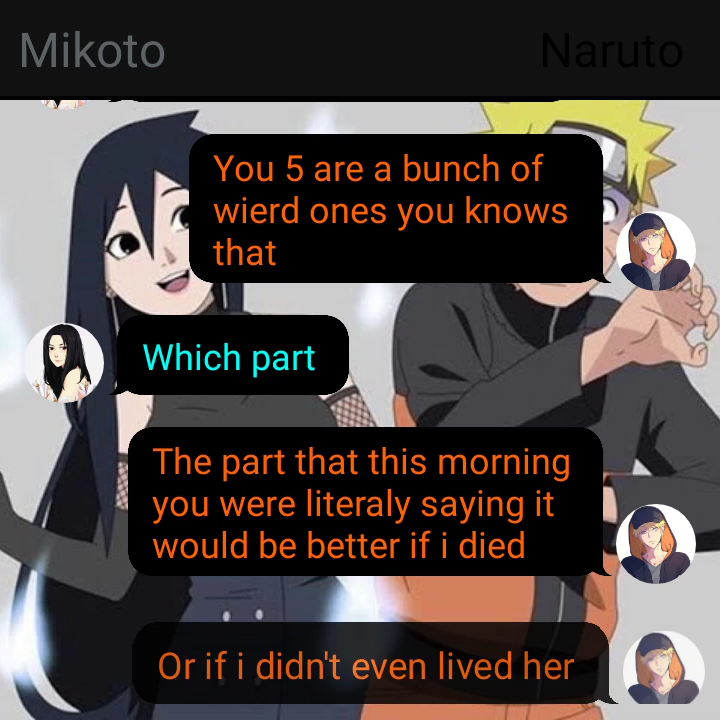 Mikoto
Naruto
You 5 are a bunch of
wierd ones you knows
that
Which part
The part that this morning
you were literaly saying it
would be better if i died
Or if i didn't even lived her